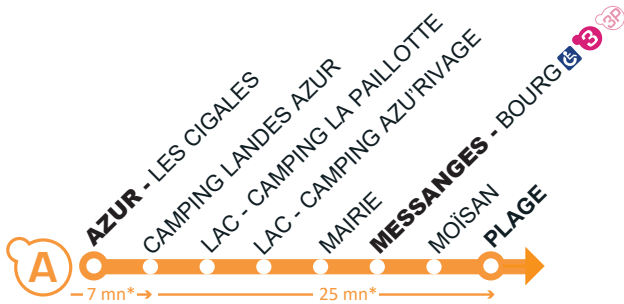 AZUR - LES CIGALES
CAMPING LANDES AZUR
LAC - CAMPING LA PAILLOTTE
LAC - CAMPING AZU'RIVAGE
MAIRIE
MESSANGES - BOURG 3 3P
MOÏSAN
PLAGE
A
7 mn*
25 mn*